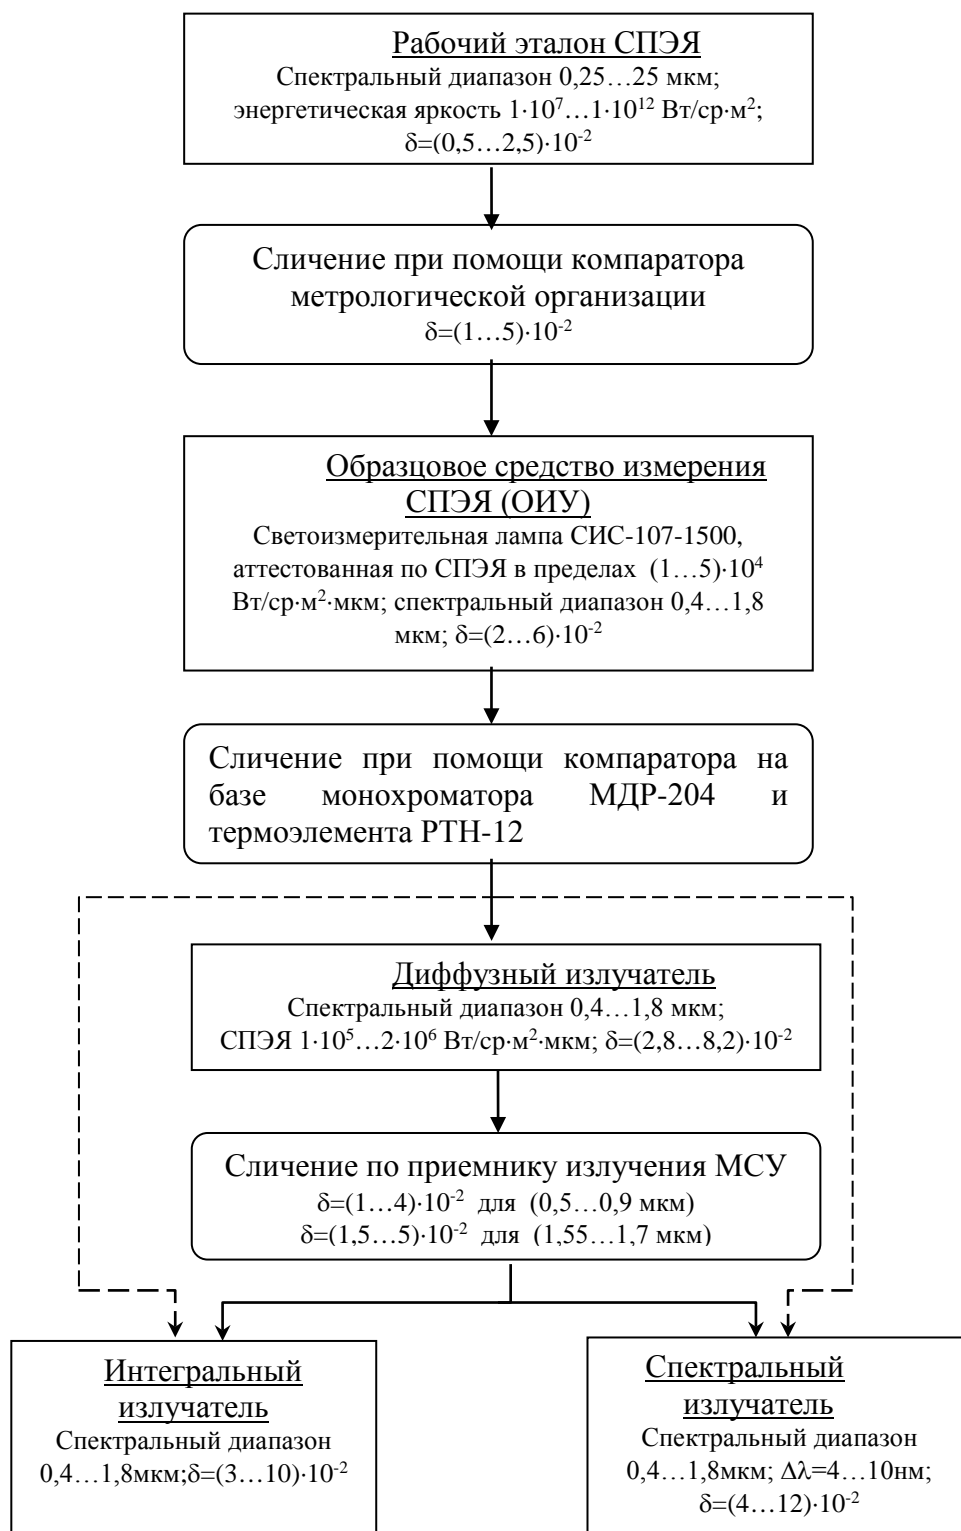 Рабочий эталон СПЭЯ
Спектральный диапазон 0,25…25 мкм;
энергетическая яркость 1·10⁷…1·10¹² Вт/ср·м²;
δ=(0,5…2,5)·10⁻²
Сличение при помощи компаратора
метрологической организации
δ=(1…5)·10⁻²
Образцовое средство измерения
СПЭЯ (ОИУ)
Светоизмерительная лампа СИС-107-1500,
аттестованная по СПЭЯ в пределах (1…5)·10⁴
Вт/ср·м²·мкм; спектральный диапазон 0,4…1,8
мкм; δ=(2…6)·10⁻²
Сличение при помощи компаратора на
базе монохроматора МДР-204 и
термоэлемента РТН-12
Диффузный излучатель
Спектральный диапазон 0,4…1,8 мкм;
СПЭЯ 1·10⁵…2·10⁶ Вт/ср·м²·мкм; δ=(2,8…8,2)·10⁻²
Сличение по приемнику излучения МСУ
δ=(1…4)·10⁻² для (0,5…0,9 мкм)
δ=(1,5…5)·10⁻² для (1,55…1,7 мкм)
Интегральный
излучатель
Спектральный диапазон
0,4…1,8мкм;δ=(3…10)·10⁻²
Спектральный
излучатель
Спектральный диапазон
0,4…1,8мкм; Δλ=4…10нм;
δ=(4…12)·10⁻²